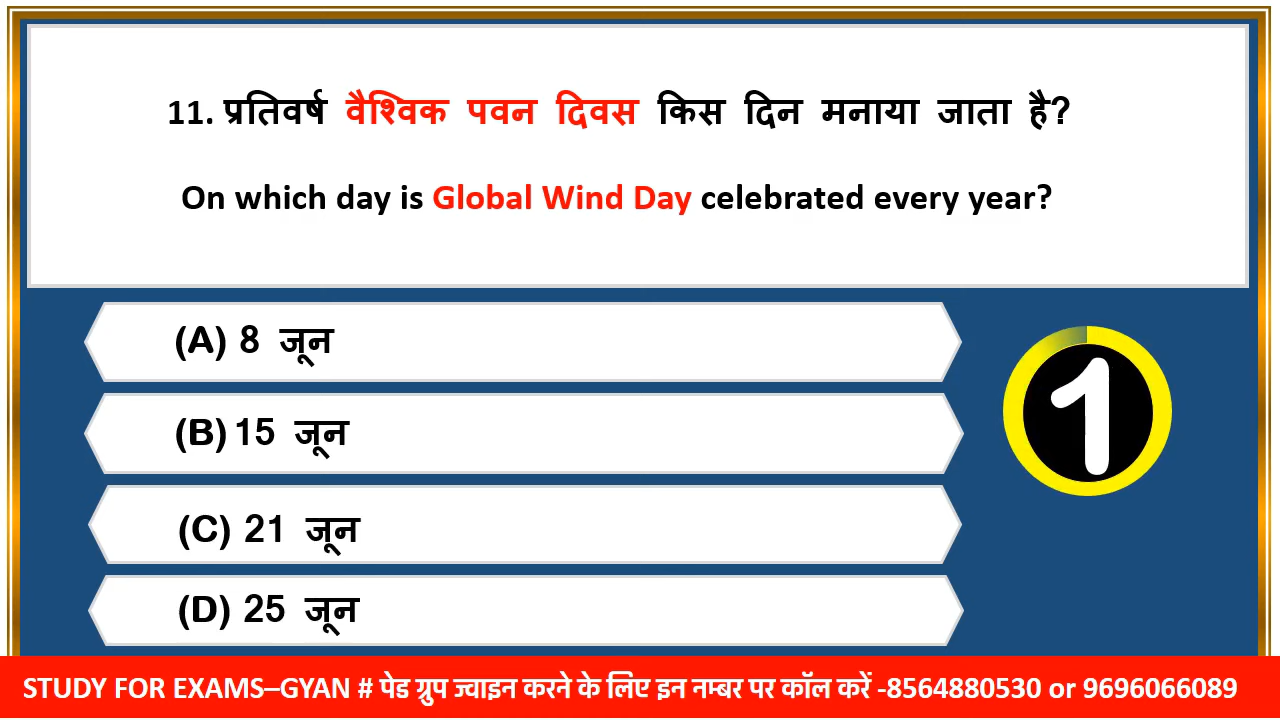 11. प्रतिवर्ष वैश्विक पवन दिवस किस दिन मनाया जाता है?
On which day is Global Wind Day celebrated every year?
(A) 8 जून
(B) 15 जून
1
(C) 21 जून
(D) 25 जून
STUDY FOR EXAMS–GYAN # पेड ग्रुप ज्वाइन करने के लिए इन नम्बर पर कॉल करें -8564880530 or 9696066089